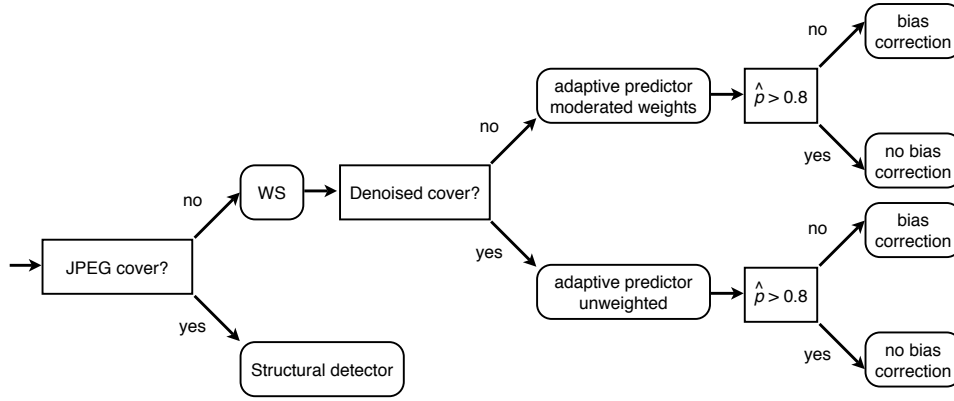 JPEG cover?
no
yes
WS
Structural detector
Denoised cover?
no
yes
adaptive predictor
moderated weights
p̂ > 0.8
no
yes
bias
correction
no bias
correction
adaptive predictor
unweighted
p̂ > 0.8
no
yes
bias
correction
no bias
correction